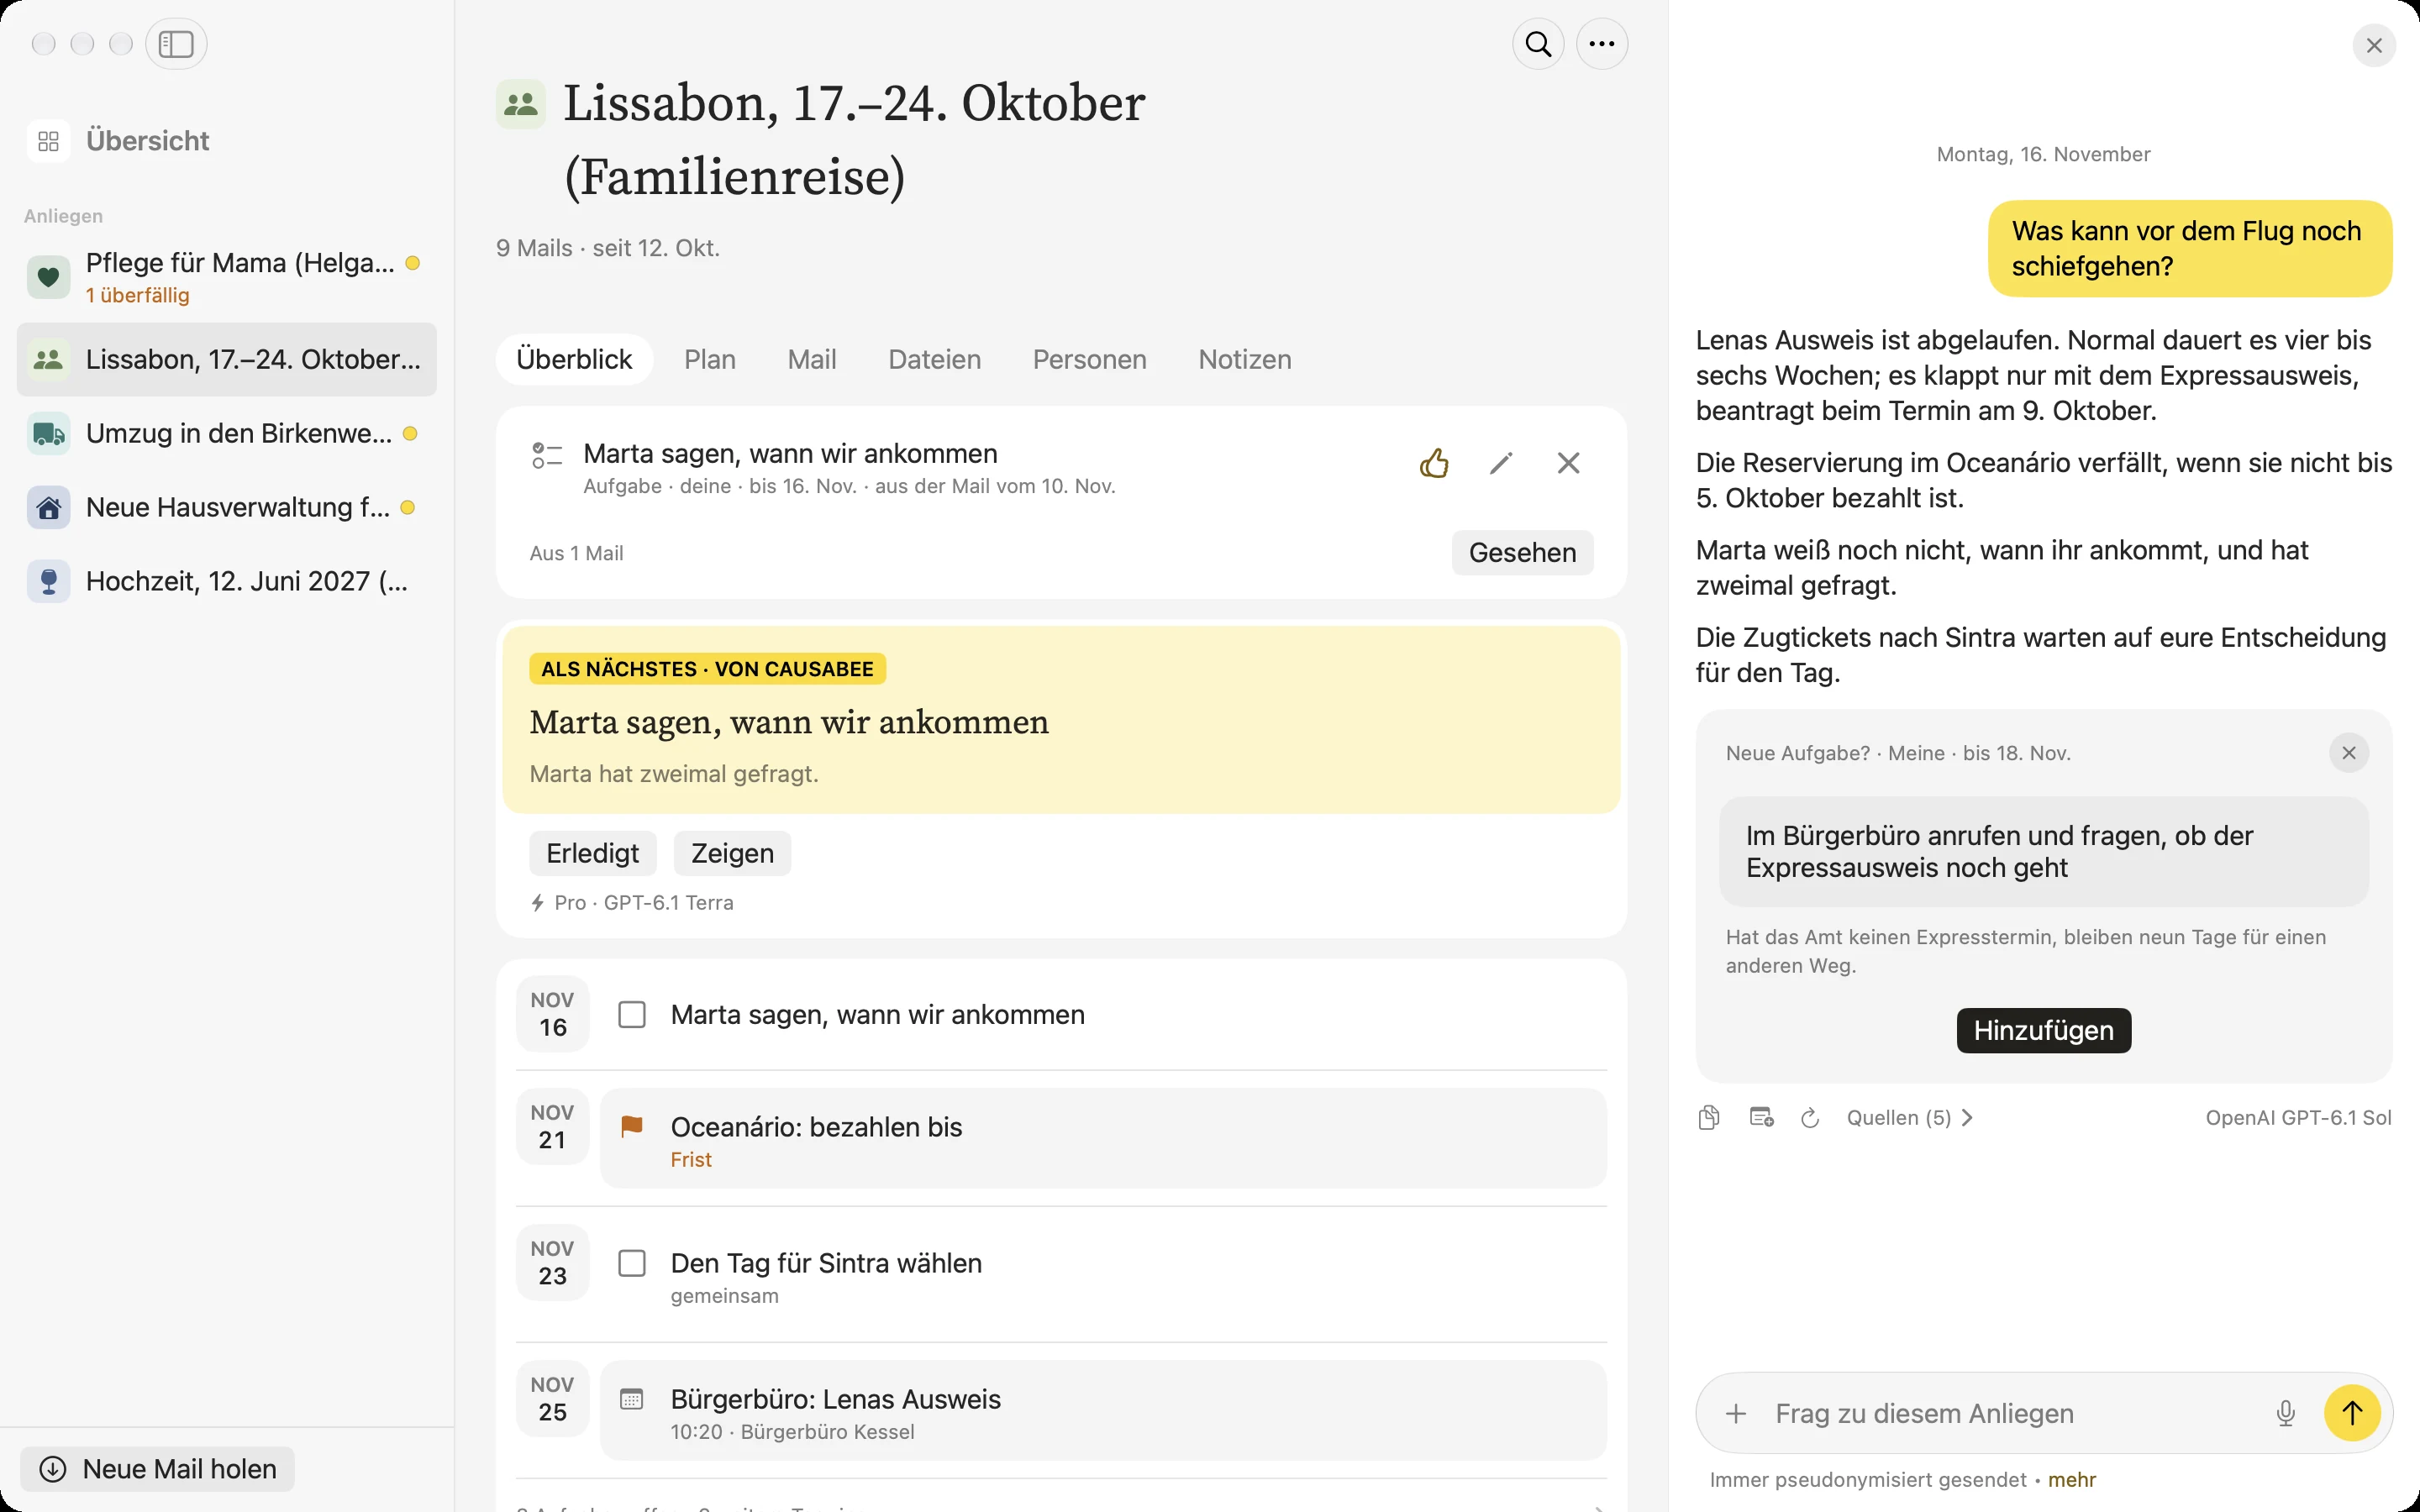 Übersicht
Anliegen
Pflege für Mama (Helga...
1 überfällig
Lissabon, 17.–24. Oktober...
Umzug in den Birkenwe...
Neue Hausverwaltung f...
Hochzeit, 12. Juni 2027 (...
Neue Mail holen
Lissabon, 17.–24. Oktober
(Familienreise)
9 Mails · seit 12. Okt.
Überblick
Plan
Mail
Dateien
Personen
Notizen
Marta sagen, wann wir ankommen
Aufgabe · deine · bis 16. Nov. · aus der Mail vom 10. Nov.
Aus 1 Mail
Gesehen
ALS NÄCHSTES · VON CAUSABEE
Marta sagen, wann wir ankommen
Marta hat zweimal gefragt.
Erledigt
Zeigen
Pro · GPT-6.1 Terra
NOV
16
Marta sagen, wann wir ankommen
NOV
21
Oceanário: bezahlen bis
Frist
NOV
23
Den Tag für Sintra wählen
gemeinsam
NOV
25
Bürgerbüro: Lenas Ausweis
10:20 · Bürgerbüro Kessel
Montag, 16. November
Was kann vor dem Flug noch
schiefgehen?
Lenas Ausweis ist abgelaufen. Normal dauert es vier bis
sechs Wochen; es klappt nur mit dem Expressausweis,
beantragt beim Termin am 9. Oktober.
Die Reservierung im Oceanário verfällt, wenn sie nicht bis
5. Oktober bezahlt ist.
Marta weiß noch nicht, wann ihr ankommt, und hat
zweimal gefragt.
Die Zugtickets nach Sintra warten auf eure Entscheidung
für den Tag.
Neue Aufgabe? · Meine · bis 18. Nov.
Im Bürgerbüro anrufen und fragen, ob der
Expressausweis noch geht
Hat das Amt keinen Expresstermin, bleiben neun Tage für einen
anderen Weg.
Hinzufügen
Quellen (5)
OpenAI GPT-6.1 Sol
Frag zu diesem Anliegen
Immer pseudonymisiert gesendet • mehr